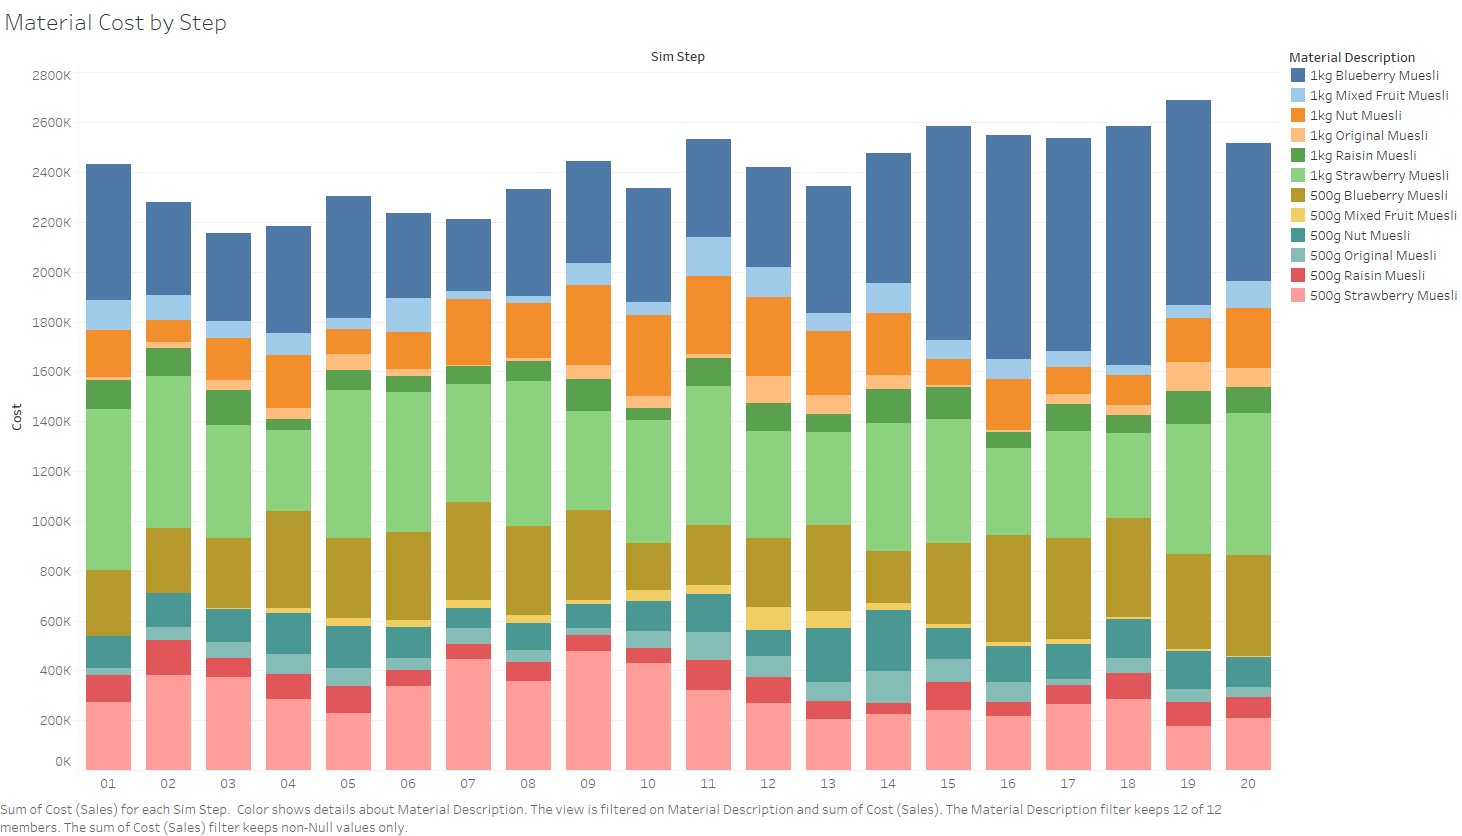 Material Cost by Step
Sim Step
2800K
2600K
2400K
2200K
2000K
1800K
1600K
1400K
1200K
1000K
800K
600K
400K
200K
0K
Cost
01 02 03 04 05 06 07 08 09 10 11 12 13 14 15 16 17 18 19 20
Material Description
1kg Blueberry Muesli
1kg Mixed Fruit Muesli
1kg Nut Muesli
1kg Original Muesli
1kg Raisin Muesli
1kg Strawberry Muesli
500g Blueberry Muesli
500g Mixed Fruit Muesli
500g Nut Muesli
500g Original Muesli
500g Raisin Muesli
500g Strawberry Muesli
Sum of Cost (Sales) for each Sim Step.  Color shows details about Material Description. The view is filtered on Material Description and sum of Cost (Sales). The Material Description filter keeps 12 of 12
members. The sum of Cost (Sales) filter keeps non-Null values only.